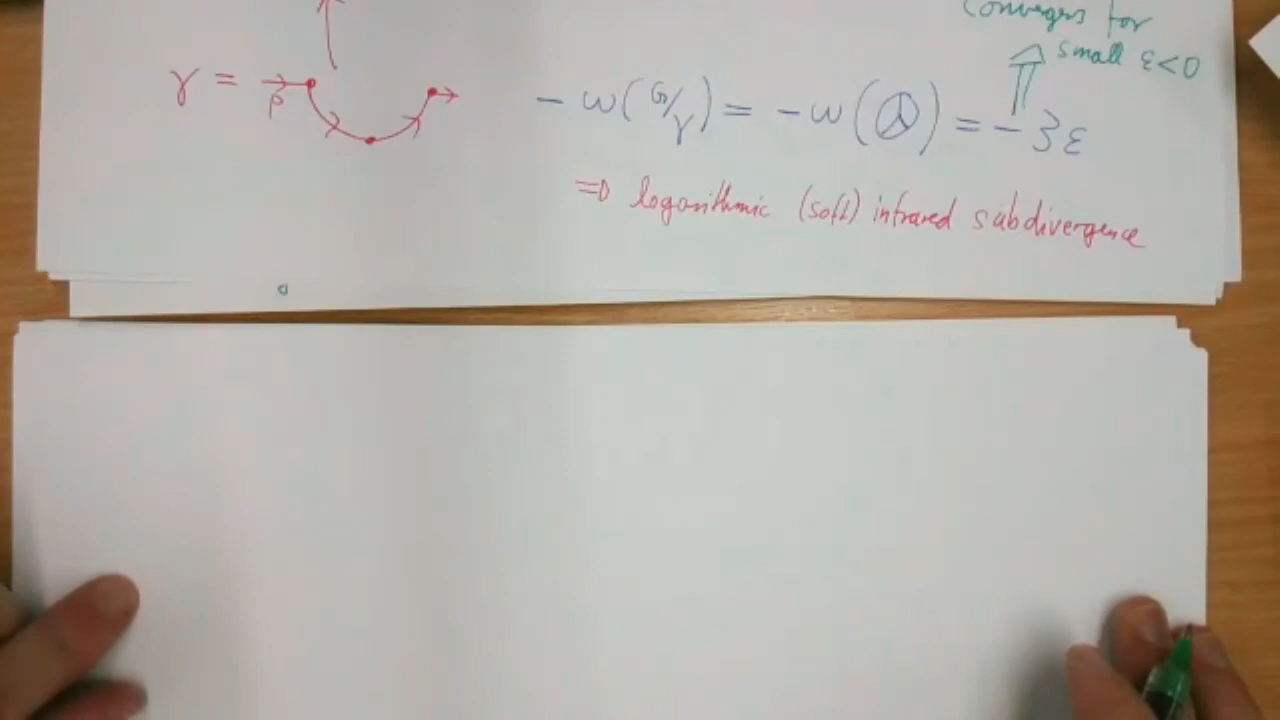 Converges for
small ε<0
γ = p
- ω(G/γ) = - ω( ) = - 3ε
⇒ logarithmic (soft) infrared subdivergence